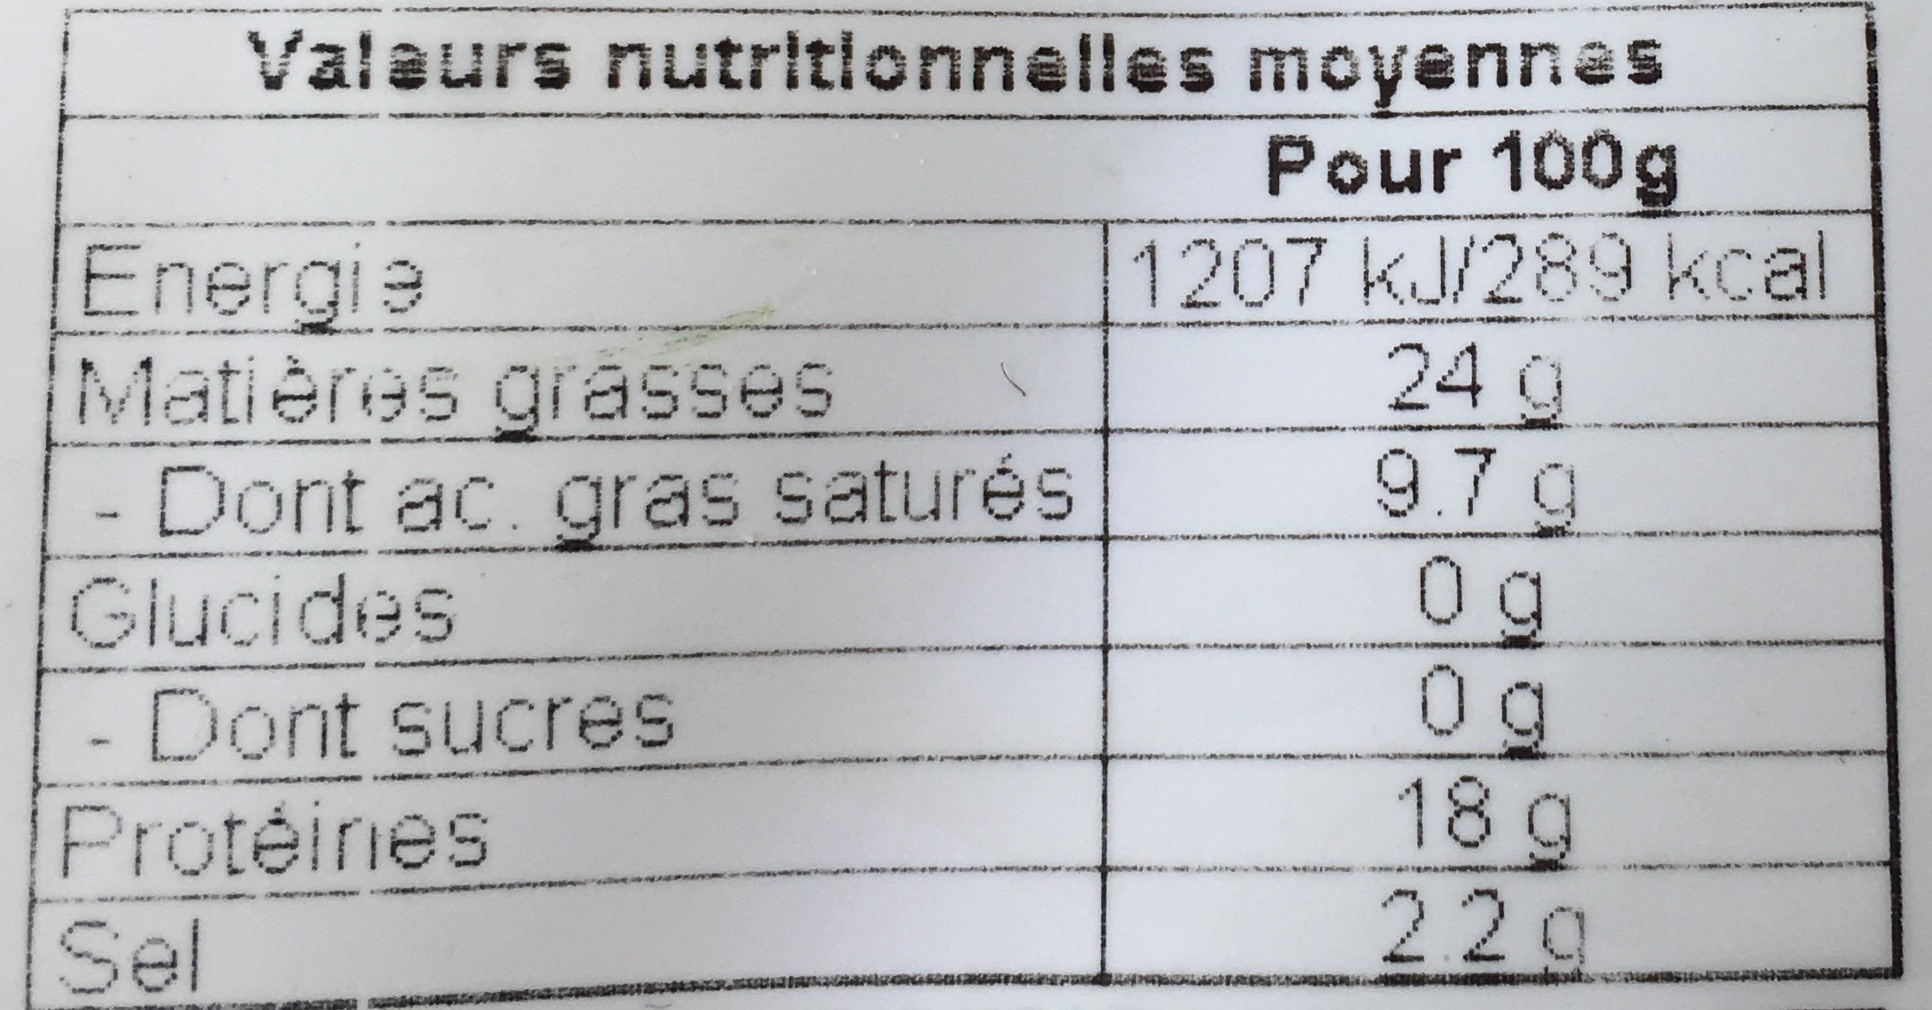 Valeurs nutritionnelles moyennes
Pour 100g
Energie 1207 kJ/289 kcal
Matières grasses 24 g
- Dont ac. gras saturés 9.7 g
Glucides 0 g
- Dont sucres 0 g
Protéines 18 g
Sel 2.2 g